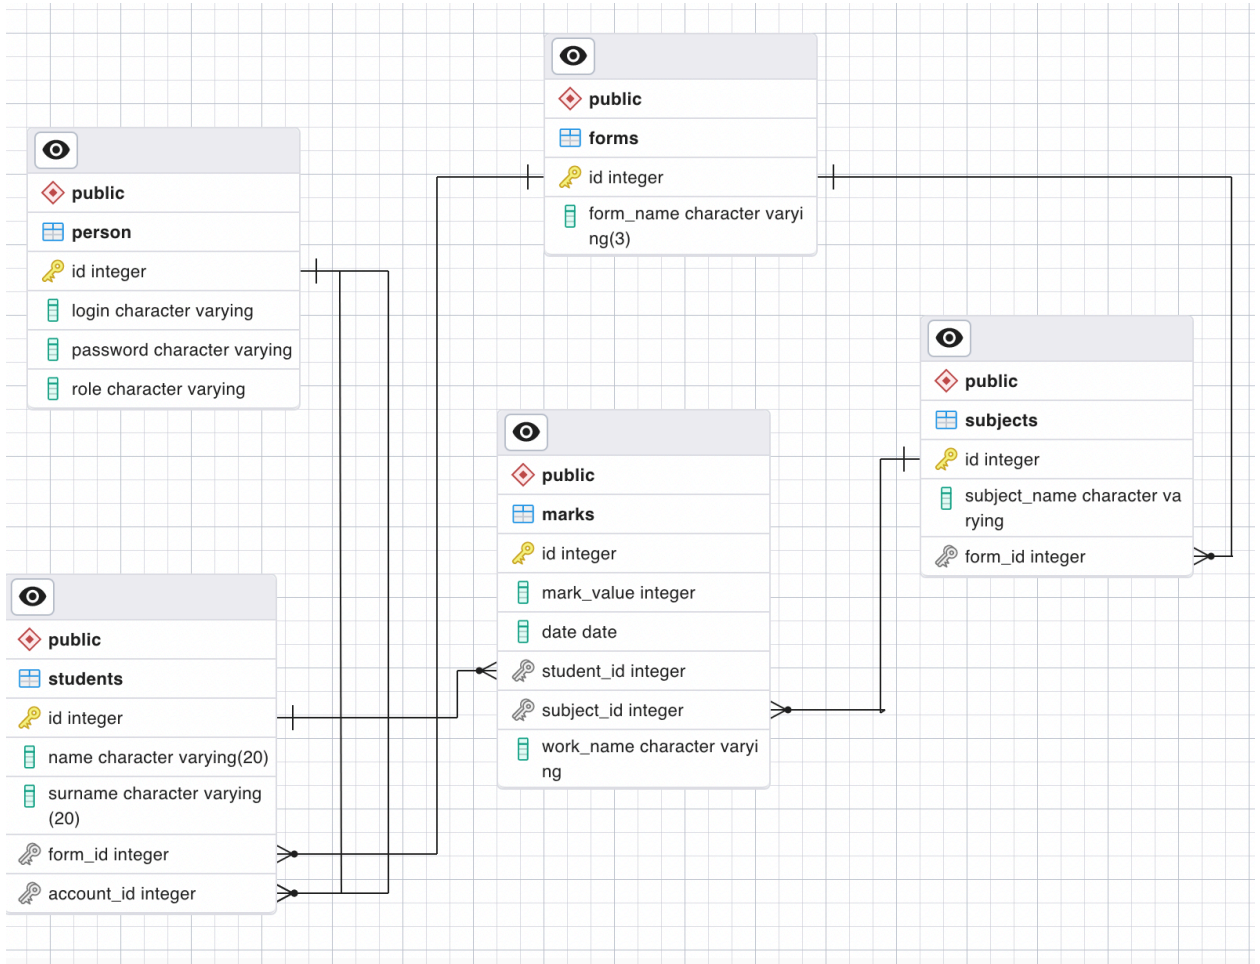 public
forms
id integer
form_name character varyi
ng(3)
public
person
id integer
login character varying
password character varying
role character varying
public
subjects
id integer
subject_name character va
rying
form_id integer
public
marks
id integer
mark_value integer
date date
student_id integer
subject_id integer
work_name character varyi
ng
public
students
id integer
name character varying(20)
surname character varying
(20)
form_id integer
account_id integer